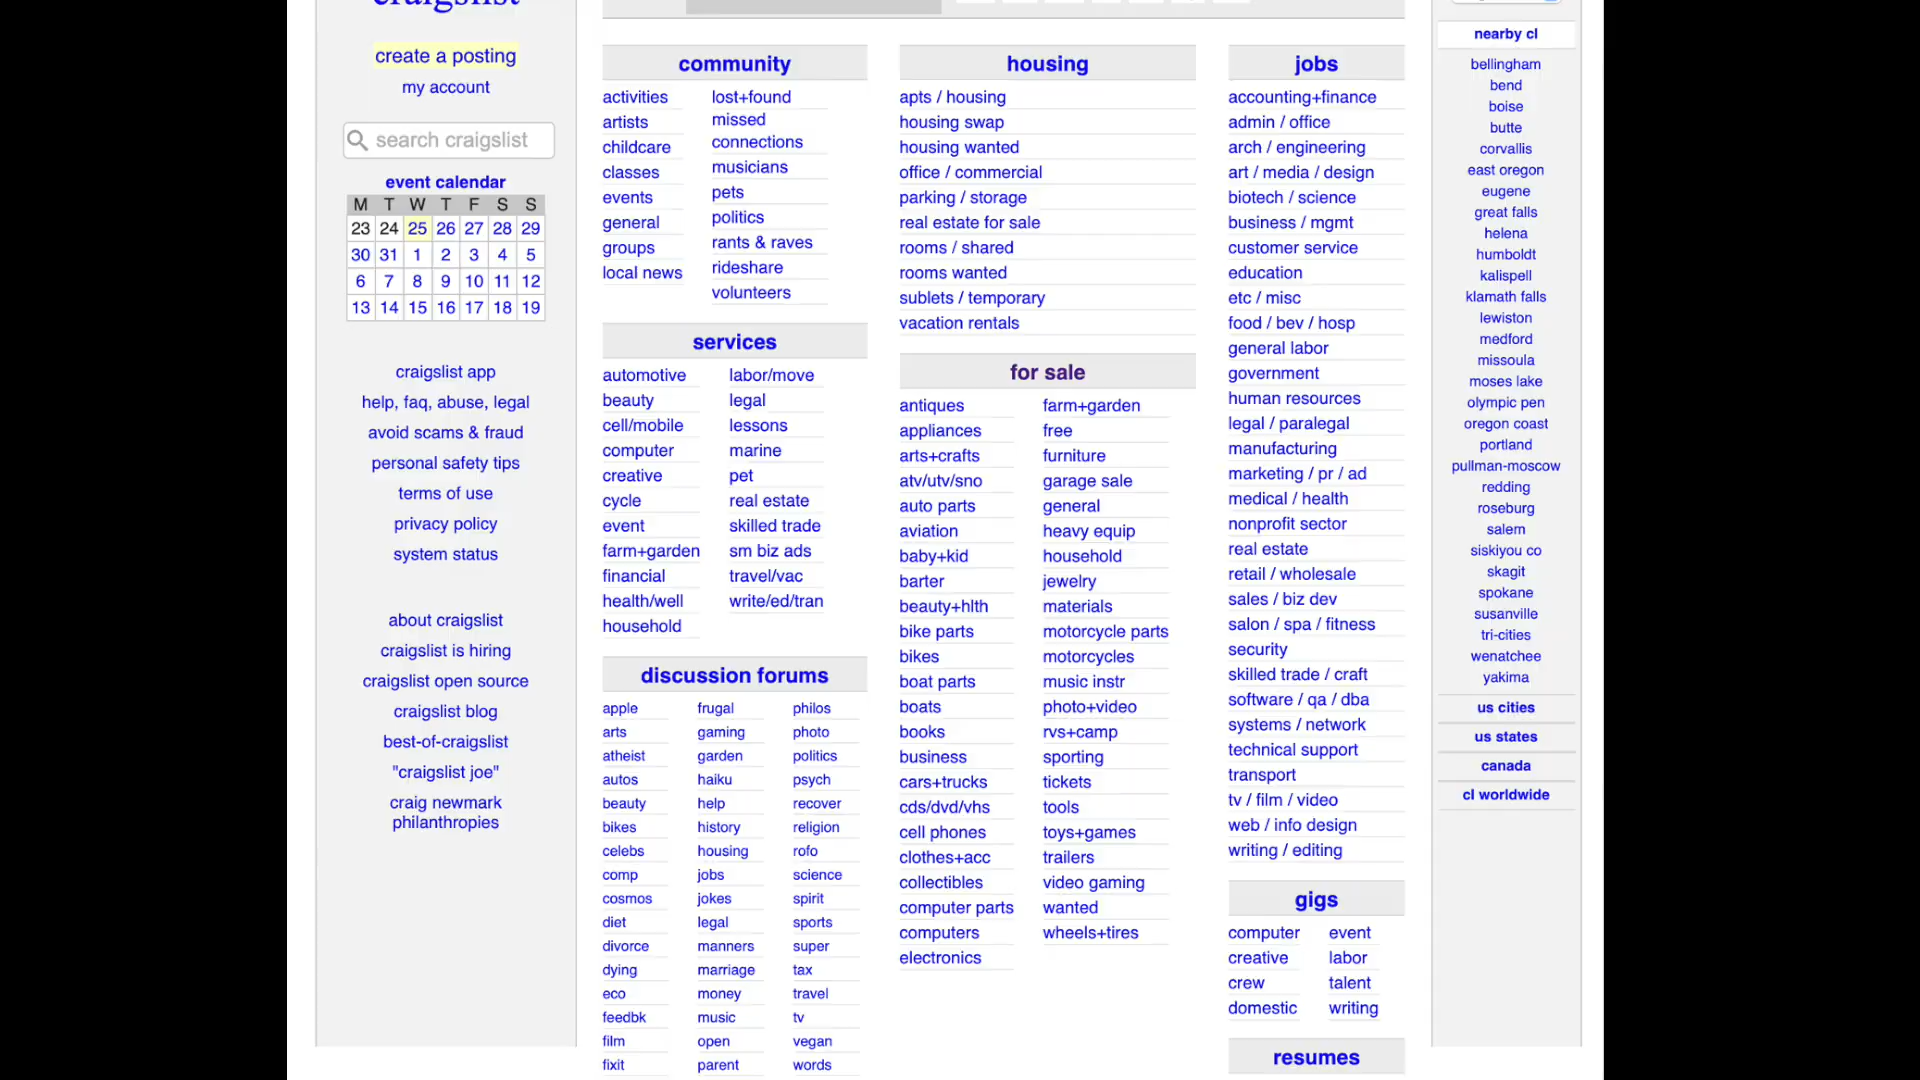 craigslist
create a posting
my account
search craigslist
event calendar
M T W T F S S
23 24 25 26 27 28 29
30 31 1 2 3 4 5
6 7 8 9 10 11 12
13 14 15 16 17 18 19
craigslist app
help, faq, abuse, legal
avoid scams & fraud
personal safety tips
terms of use
privacy policy
system status
about craigslist
craigslist is hiring
craigslist open source
craigslist blog
best-of-craigslist
"craigslist joe"
craig newmark
philanthropies
community
activities
artists
childcare
classes
events
general
groups
local news
lost+found
missed
connections
musicians
pets
politics
rants & raves
rideshare
volunteers
services
automotive
beauty
cell/mobile
computer
creative
cycle
event
farm+garden
financial
health/well
household
labor/move
legal
lessons
marine
pet
real estate
skilled trade
sm biz ads
travel/vac
write/ed/tran
discussion forums
apple
arts
atheist
autos
beauty
bikes
celebs
comp
cosmos
diet
divorce
dying
eco
feedbk
film
fixit
frugal
gaming
garden
haiku
help
history
housing
jobs
jokes
legal
manners
marriage
money
music
open
parent
philos
photo
politics
psych
recover
religion
rofo
science
spirit
sports
super
tax
travel
tv
vegan
words
housing
apts / housing
housing swap
housing wanted
office / commercial
parking / storage
real estate for sale
rooms / shared
rooms wanted
sublets / temporary
vacation rentals
for sale
antiques
appliances
arts+crafts
atv/utv/sno
auto parts
aviation
baby+kid
barter
beauty+hlth
bike parts
bikes
boat parts
boats
books
business
cars+trucks
cds/dvd/vhs
cell phones
clothes+acc
collectibles
computer parts
computers
electronics
farm+garden
free
furniture
garage sale
general
heavy equip
household
jewelry
materials
motorcycle parts
motorcycles
music instr
photo+video
rvs+camp
sporting
tickets
tools
toys+games
trailers
video gaming
wanted
wheels+tires
jobs
accounting+finance
admin / office
arch / engineering
art / media / design
biotech / science
business / mgmt
customer service
education
etc / misc
food / bev / hosp
general labor
government
human resources
legal / paralegal
manufacturing
marketing / pr / ad
medical / health
nonprofit sector
real estate
retail / wholesale
sales / biz dev
salon / spa / fitness
security
skilled trade / craft
software / qa / dba
systems / network
technical support
transport
tv / film / video
web / info design
writing / editing
gigs
computer
creative
crew
domestic
event
labor
talent
writing
resumes
nearby cl
bellingham
bend
boise
butte
corvallis
east oregon
eugene
great falls
helena
humboldt
kalispell
klamath falls
lewiston
medford
missoula
moses lake
olympic pen
oregon coast
portland
pullman-moscow
redding
roseburg
salem
siskiyou co
skagit
spokane
susanville
tri-cities
wenatchee
yakima
us cities
us states
canada
cl worldwide